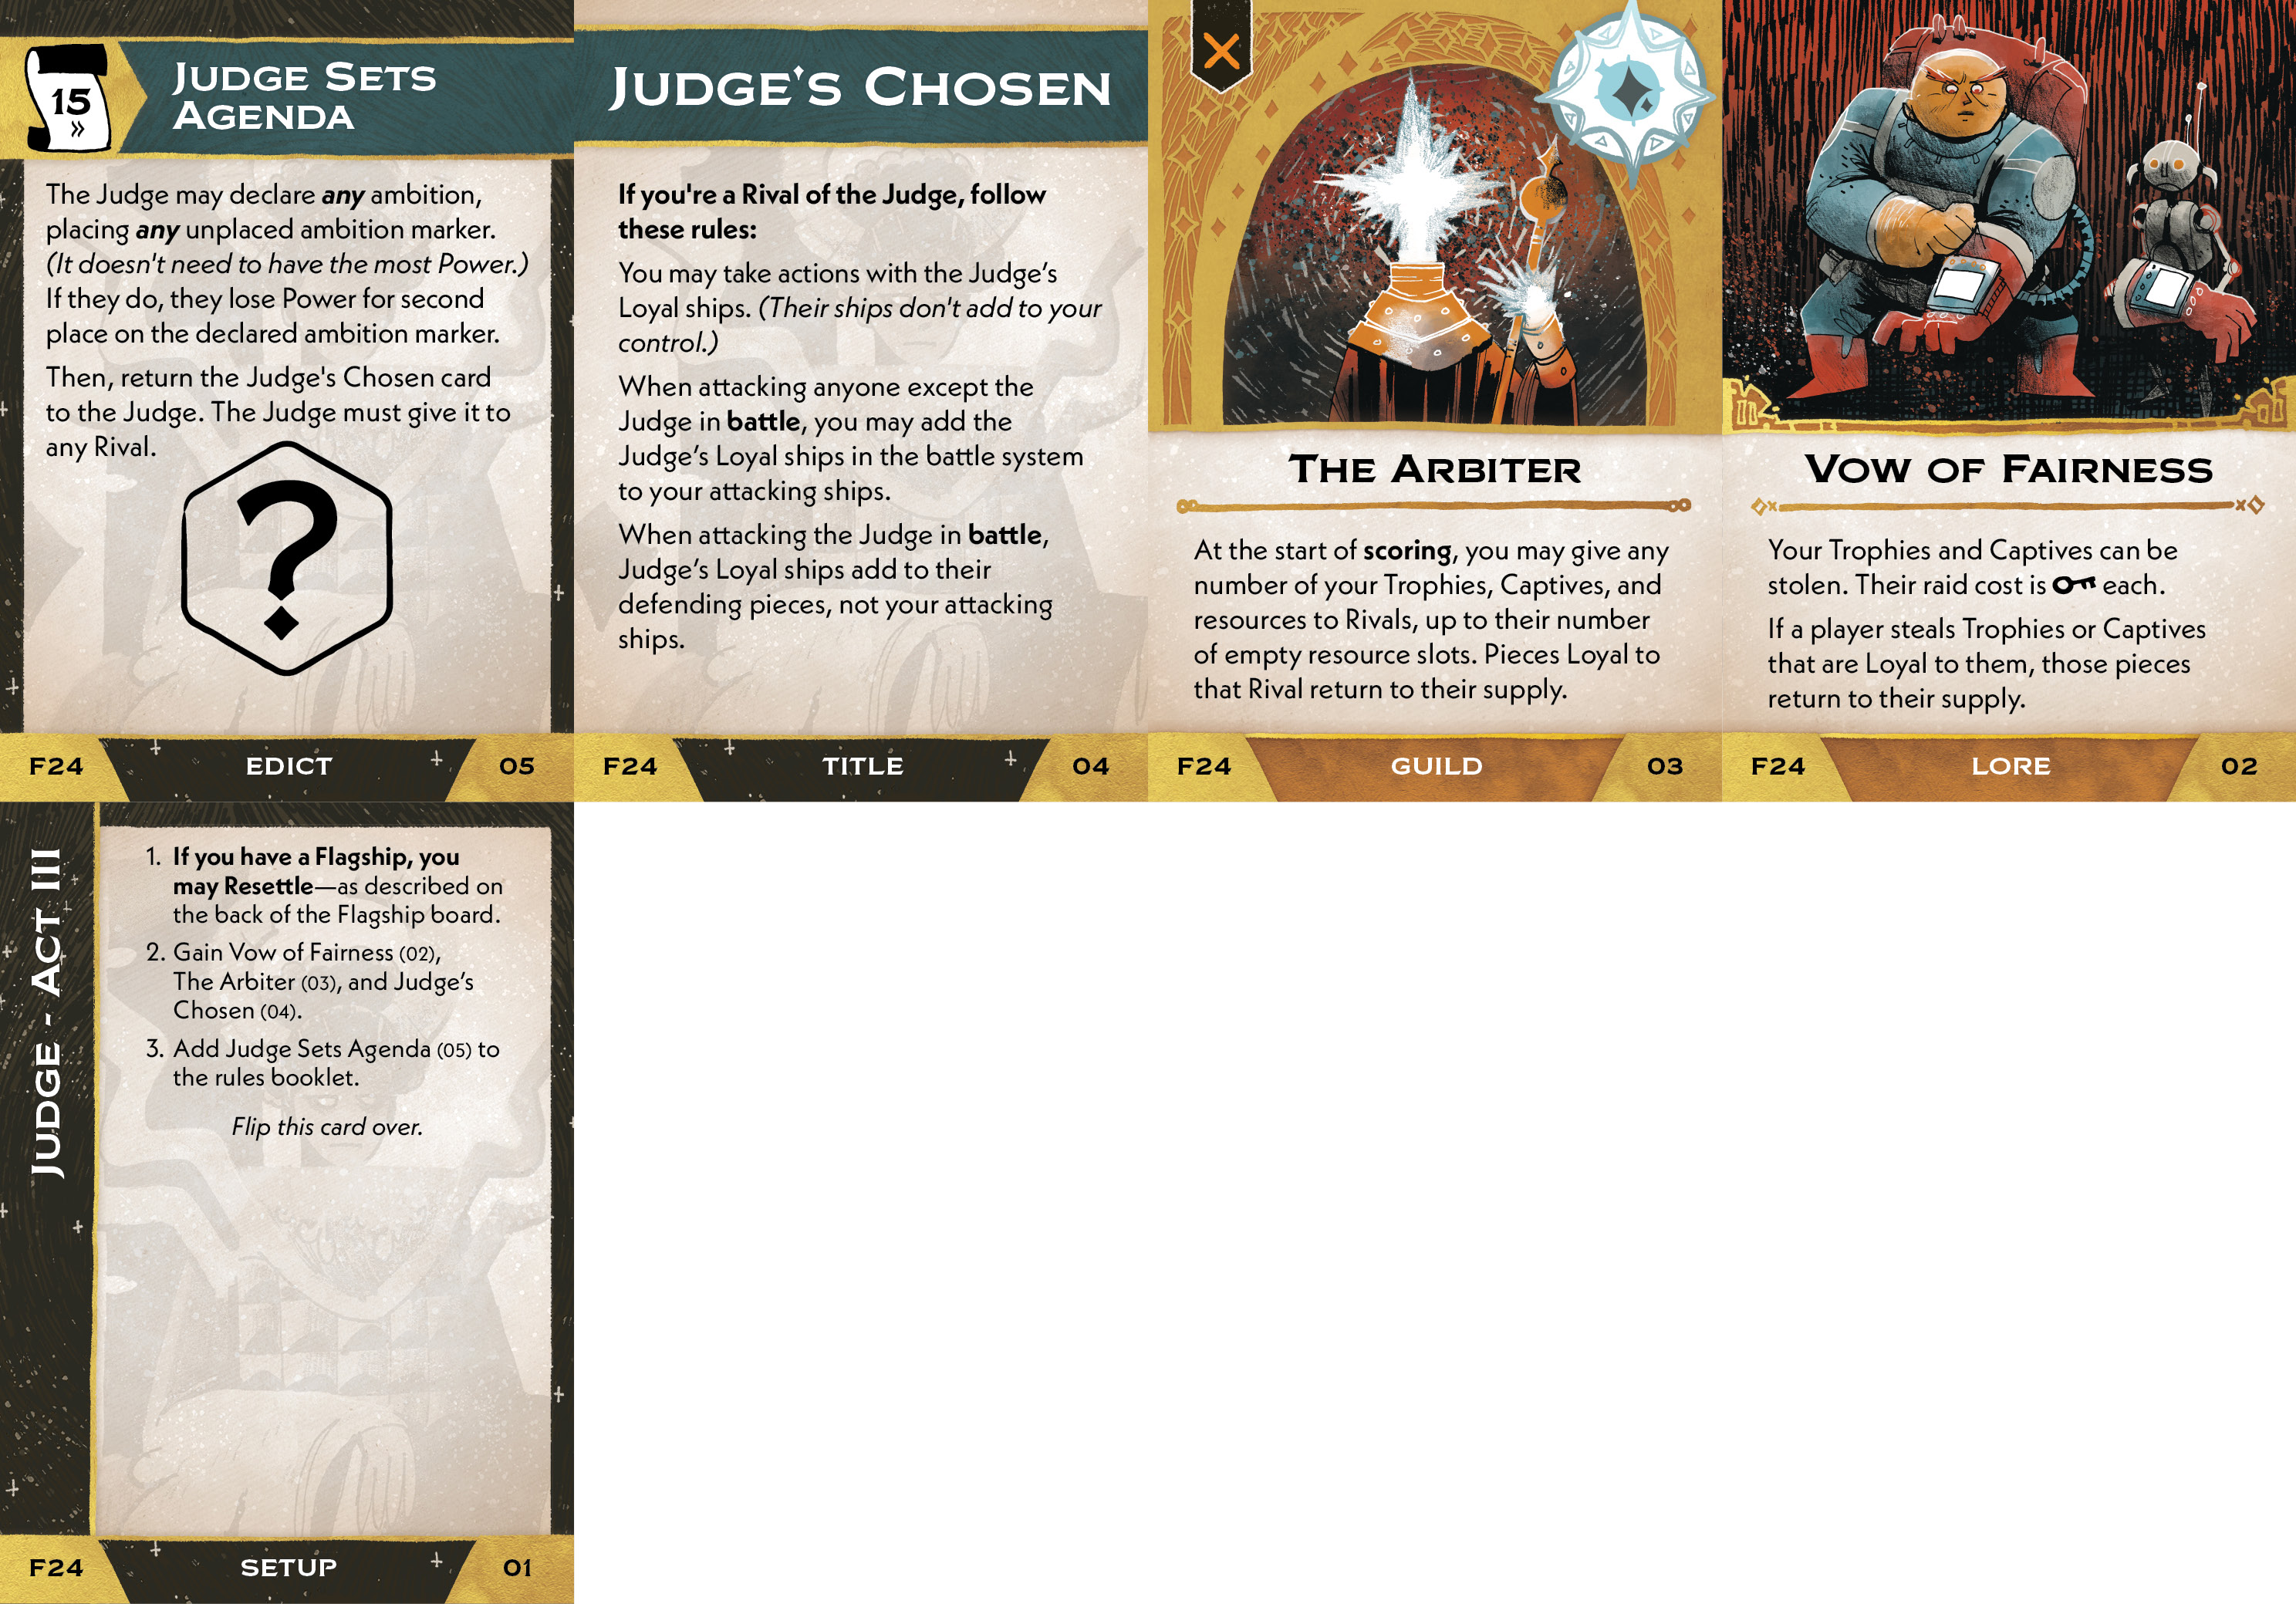 15
»
JUDGE SETS
AGENDA
The Judge may declare any ambition,
placing any unplaced ambition marker.
(It doesn't need to have the most Power.)
If they do, they lose Power for second
place on the declared ambition marker.
Then, return the Judge's Chosen card
to the Judge. The Judge must give it to
any Rival.
?
F24
EDICT
05
JUDGE'S CHOSEN
If you're a Rival of the Judge, follow
these rules:
You may take actions with the Judge's
Loyal ships. (Their ships don't add to your
control.)
When attacking anyone except the
Judge in battle, you may add the
Judge's Loyal ships in the battle system
to your attacking ships.
When attacking the Judge in battle,
Judge's Loyal ships add to their
defending pieces, not your attacking
ships.
F24
TITLE
04
THE ARBITER
At the start of scoring, you may give any
number of your Trophies, Captives, and
resources to Rivals, up to their number
of empty resource slots. Pieces Loyal to
that Rival return to their supply.
F24
GUILD
03
VOW OF FAIRNESS
Your Trophies and Captives can be
stolen. Their raid cost is each.
If a player steals Trophies or Captives
that are Loyal to them, those pieces
return to their supply.
F24
LORE
02
JUDGE - ACT III
1. If you have a Flagship, you
may Resettle—as described on
the back of the Flagship board.
2. Gain Vow of Fairness (02),
The Arbiter (03), and Judge's
Chosen (04).
3. Add Judge Sets Agenda (05) to
the rules booklet.
Flip this card over.
F24
SETUP
01